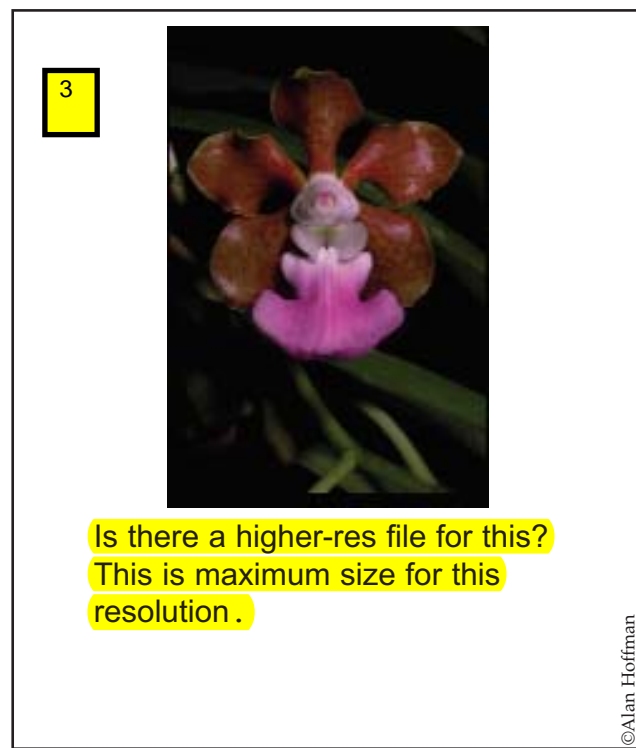 3
Is there a higher-res file for this?
This is maximum size for this
resolution.
©Alan Hoffman